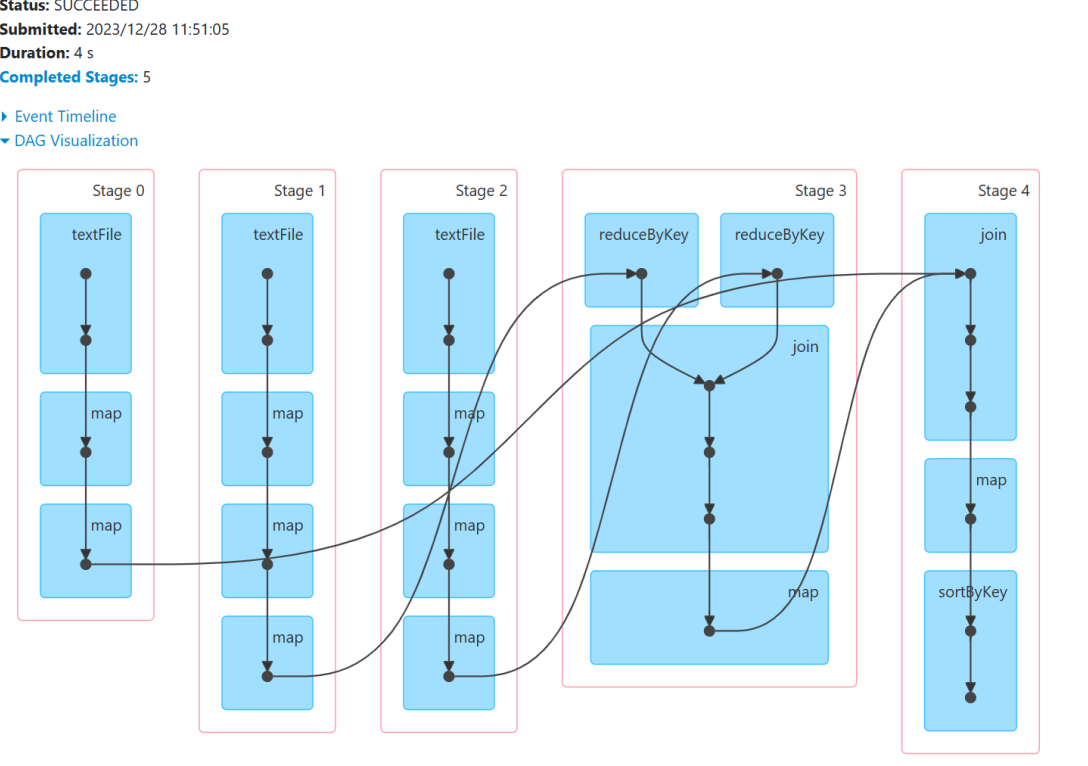 Status: SUCCEEDED
Submitted: 2023/12/28 11:51:05
Duration: 4 s
Completed Stages: 5
Event Timeline
DAG Visualization
Stage 0
textFile
map
map
Stage 1
textFile
map
map
map
Stage 2
textFile
map
map
map
Stage 3
reduceByKey
reduceByKey
join
map
Stage 4
join
map
sortByKey